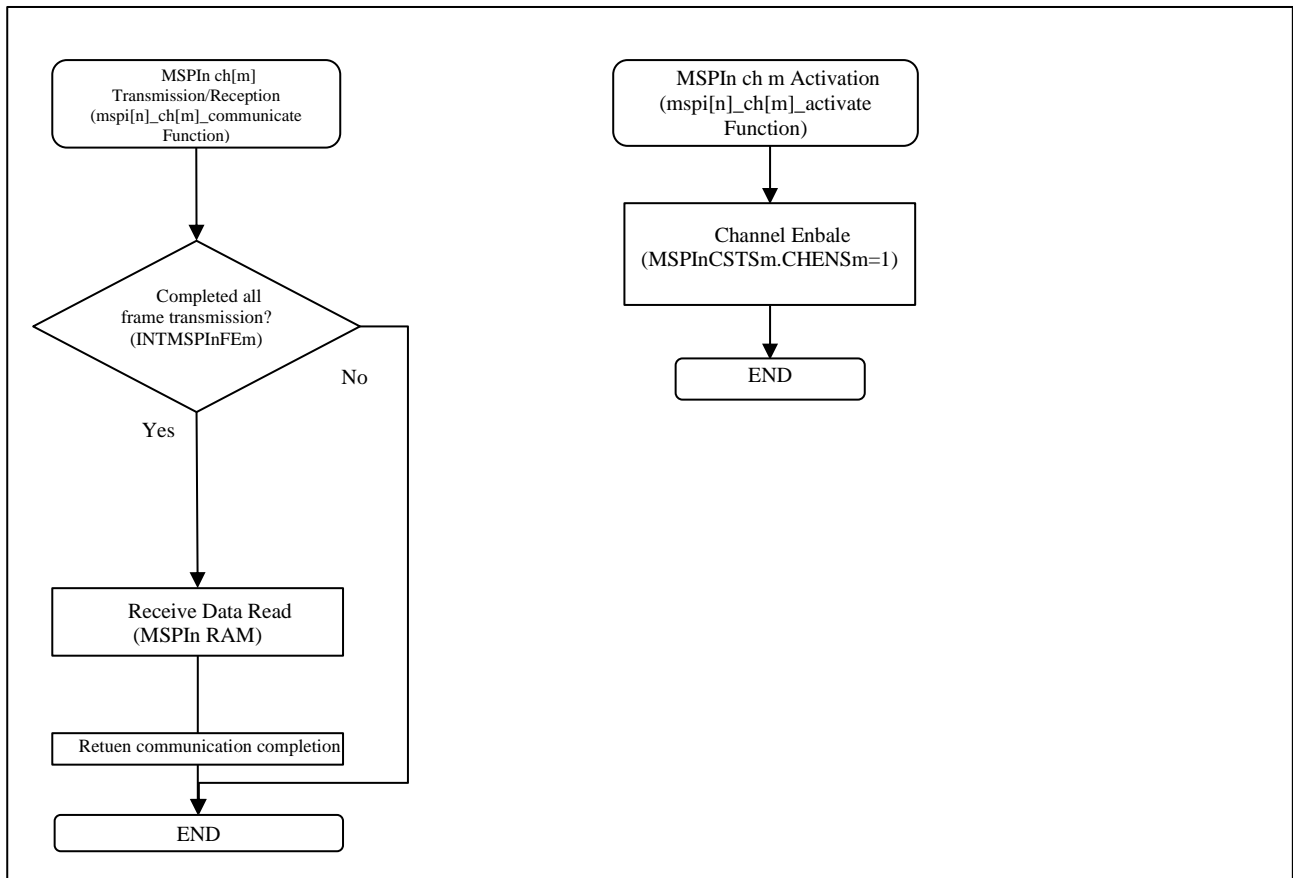 MSPIn ch[m]
Transmission/Reception
(mspi[n]_ch[m]_communicate
Function)
Completed all
frame transmission?
(INTMSPInFEm)
No
Yes
Receive Data Read
(MSPIn RAM)
Retuen communication completion
END
MSPIn ch m Activation
(mspi[n]_ch[m]_activate
Function)
Channel Enbale
(MSPInCSTSm.CHENSm=1)
END